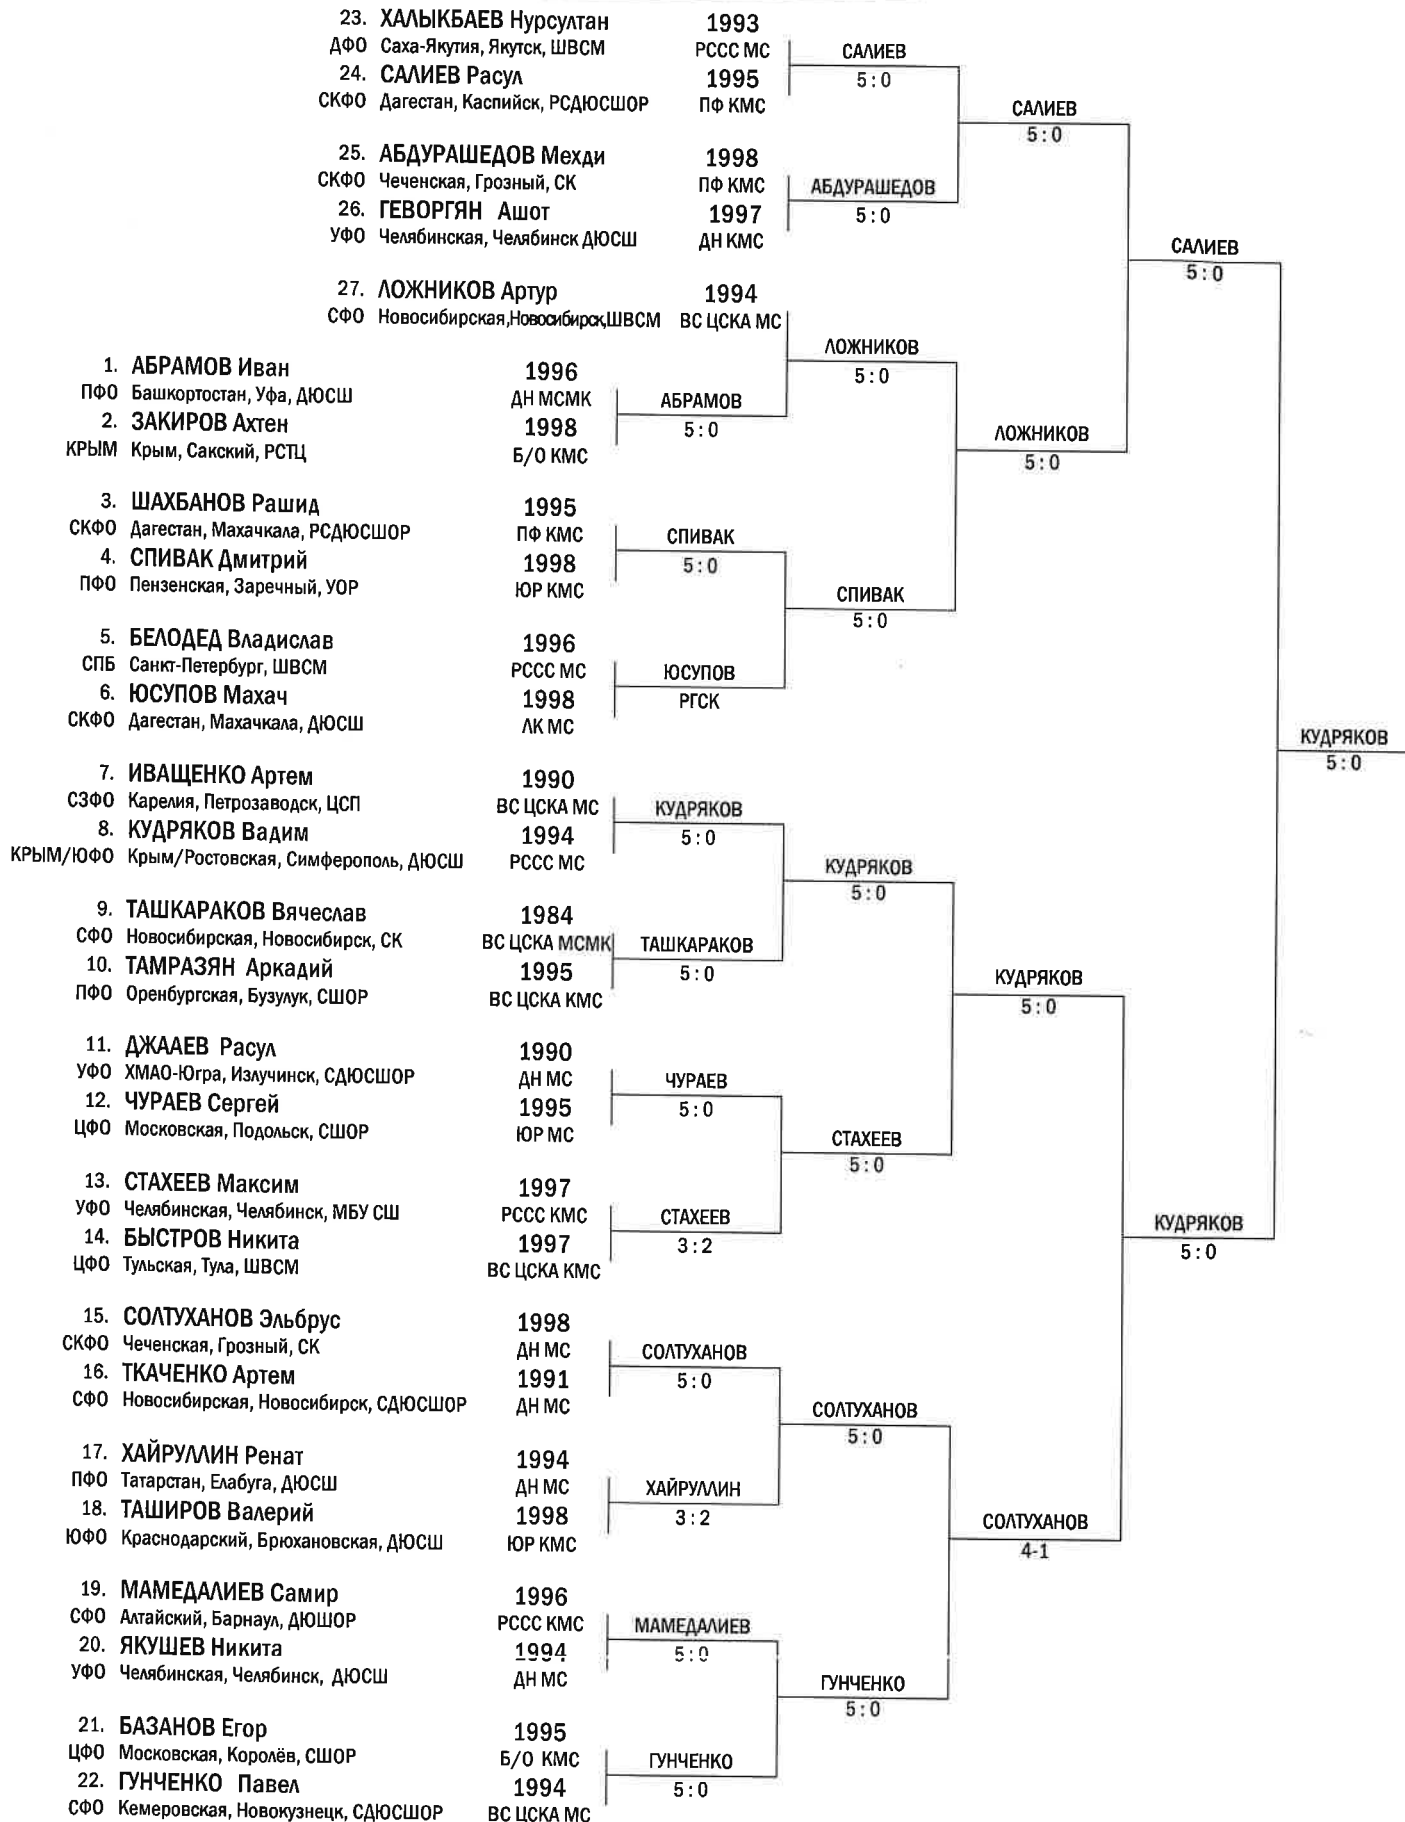 23. ХАЛЫКБАЕВ Нурсултан 1993
ДФО Саха-Якутия, Якутск, ШВСМ РССС МС
САЛИЕВ
24. САЛИЕВ Расул 1995
5:0
СКФО Дагестан, Каспийск, РСДЮСШОР ПФ КМС
САЛИЕВ
5:0
25. АБДУРАШЕДОВ Мехди 1998
СКФО Чеченская, Грозный, СК ПФ КМС
АБДУРАШЕДОВ
26. ГЕВОРГЯН Ашот 1997
5:0
УФО Челябинская, Челябинск ДЮСШ ДН КМС
САЛИЕВ
5:0
27. ЛОЖНИКОВ Артур 1994
СФО Новосибирская,Новосибирск,ШВСМ ВС ЦСКА МС
ЛОЖНИКОВ
5:0
1. АБРАМОВ Иван 1996
ПФО Башкортостан, Уфа, ДЮСШ ДН МСМК
АБРАМОВ
2. ЗАКИРОВ Ахтен 1998
5:0
КРЫМ Крым, Сакский, РСТЦ Б/О КМС
ЛОЖНИКОВ
5:0
3. ШАХБАНОВ Рашид 1995
СКФО Дагестан, Махачкала, РСДЮСШОР ПФ КМС
СПИВАК
4. СПИВАК Дмитрий 1998
5:0
ПФО Пензенская, Заречный, УОР ЮР КМС
СПИВАК
5:0
5. БЕЛОДЕД Владислав 1996
СПБ Санкт-Петербург, ШВСМ РССС МС
ЮСУПОВ
6. ЮСУПОВ Махач 1998
РГСК
СКФО Дагестан, Махачкала, ДЮСШ ЛК МС
КУДРЯКОВ
5:0
7. ИВАЩЕНКО Артем 1990
СЗФО Карелия, Петрозаводск, ЦСП ВС ЦСКА МС
КУДРЯКОВ
8. КУДРЯКОВ Вадим 1994
5:0
КРЫМ/ЮФО Крым/Ростовская, Симферополь, ДЮСШ РССС МС
КУДРЯКОВ
5:0
9. ТАШКАРАКОВ Вячеслав 1984
СФО Новосибирская, Новосибирск, СК ВС ЦСКА МСМК
ТАШКАРАКОВ
10. ТАМРАЗЯН Аркадий 1995
5:0
ПФО Оренбургская, Бузулук, СШОР ВС ЦСКА КМС
КУДРЯКОВ
5:0
11. ДЖААЕВ Расул 1990
УФО ХМАО-Югра, Излучинск, СДЮСШОР ДН МС
ЧУРАЕВ
12. ЧУРАЕВ Сергей 1995
5:0
ЦФО Московская, Подольск, СШОР ЮР МС
СТАХЕЕВ
5:0
13. СТАХЕЕВ Максим 1997
УФО Челябинская, Челябинск, МБУ СШ РССС КМС
СТАХЕЕВ
14. БЫСТРОВ Никита 1997
3:2
ЦФО Тульская, Тула, ШВСМ ВС ЦСКА КМС
КУДРЯКОВ
5:0
15. СОЛТУХАНОВ Эльбрус 1998
СКФО Чеченская, Грозный, СК ДН МС
СОЛТУХАНОВ
16. ТКАЧЕНКО Артем 1991
5:0
СФО Новосибирская, Новосибирск, СДЮСШОР ДН МС
СОЛТУХАНОВ
5:0
17. ХАЙРУЛЛИН Ренат 1994
ПФО Татарстан, Елабуга, ДЮСШ ДН МС
ХАЙРУЛЛИН
18. ТАШИРОВ Валерий 1998
3:2
ЮФО Краснодарский, Брюхановская, ДЮСШ ЮР КМС
СОЛТУХАНОВ
4-1
19. МАМЕДАЛИЕВ Самир 1996
СФО Алтайский, Барнаул, ДЮШОР РССС КМС
МАМЕДАЛИЕВ
20. ЯКУШЕВ Никита 1994
5:0
УФО Челябинская, Челябинск, ДЮСШ ДН МС
ГУНЧЕНКО
5:0
21. БАЗАНОВ Егор 1995
ЦФО Московская, Королёв, СШОР Б/О КМС
ГУНЧЕНКО
22. ГУНЧЕНКО Павел 1994
5:0
СФО Кемеровская, Новокузнецк, СДЮСШОР ВС ЦСКА МС